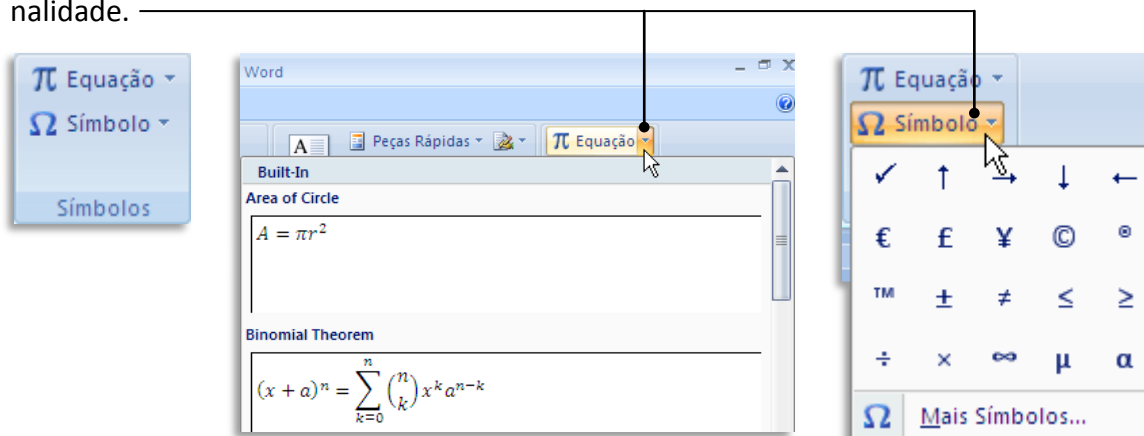 nalidade.
π Equação
Ω Símbolo
Símbolos
Word
A Peças Rápidas π Equação
Built-In
Area of Circle
A = πr²
Binomial Theorem
(x + a)ⁿ = ∑ₖ₌₀ⁿ (n k) xᵏaⁿ⁻ᵏ
π Equação
Ω Símbolo
✓ ↑ → ↓ ←
€ £ ¥ © ®
™ ± ≠ ≤ ≥
÷ × ∞ µ α
Ω Mais Símbolos...